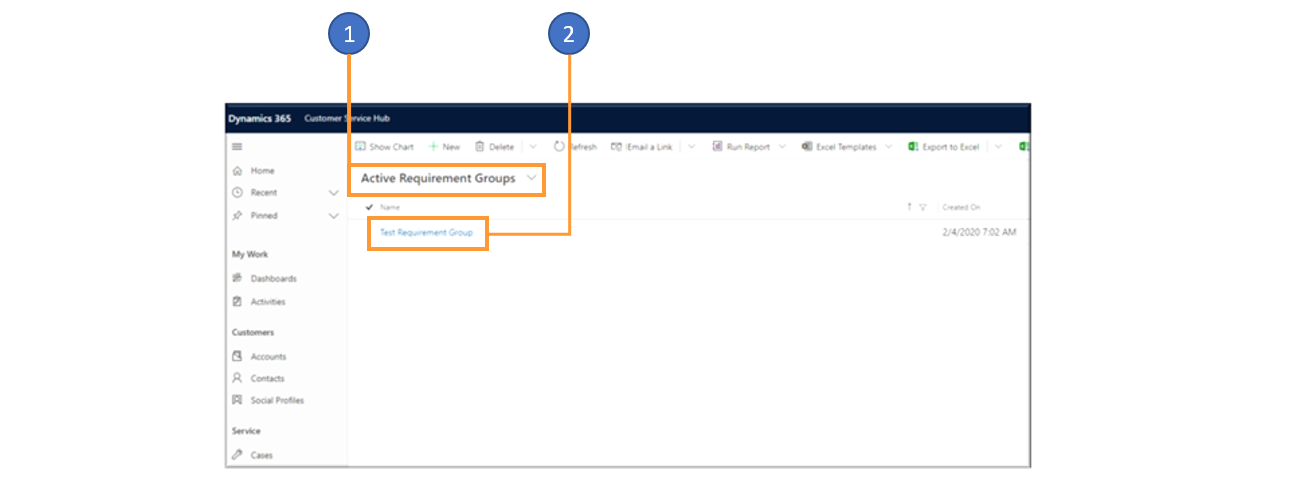 1
2
Dynamics 365 Customer Service Hub
Show Chart New Delete Refresh Email a Link Run Report Excel Templates Export to Excel
Home
Active Requirement Groups
Recent
Name Created On
Pinned
Test Requirement Group 2/4/2020 7:02 AM
My Work
Dashboards
Activities
Customers
Accounts
Contacts
Social Profiles
Service
Cases